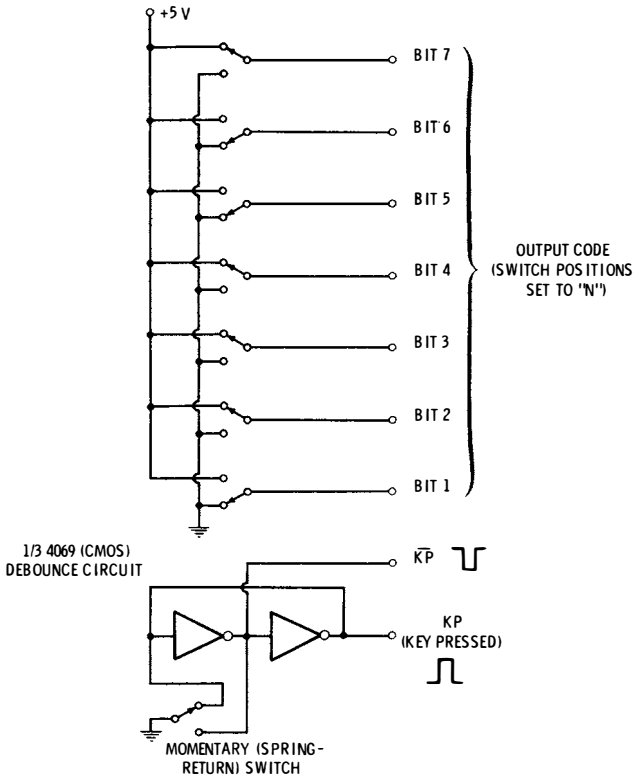 +5 V
BIT 7
BIT 6
BIT 5
OUTPUT CODE
(SWITCH POSITIONS
SET TO "N")
BIT 4
BIT 3
BIT 2
BIT 1
1/3 4069 (CMOS)
DEBOUNCE CIRCUIT
K̅P̅
KP
(KEY PRESSED)
MOMENTARY (SPRING-
RETURN) SWITCH